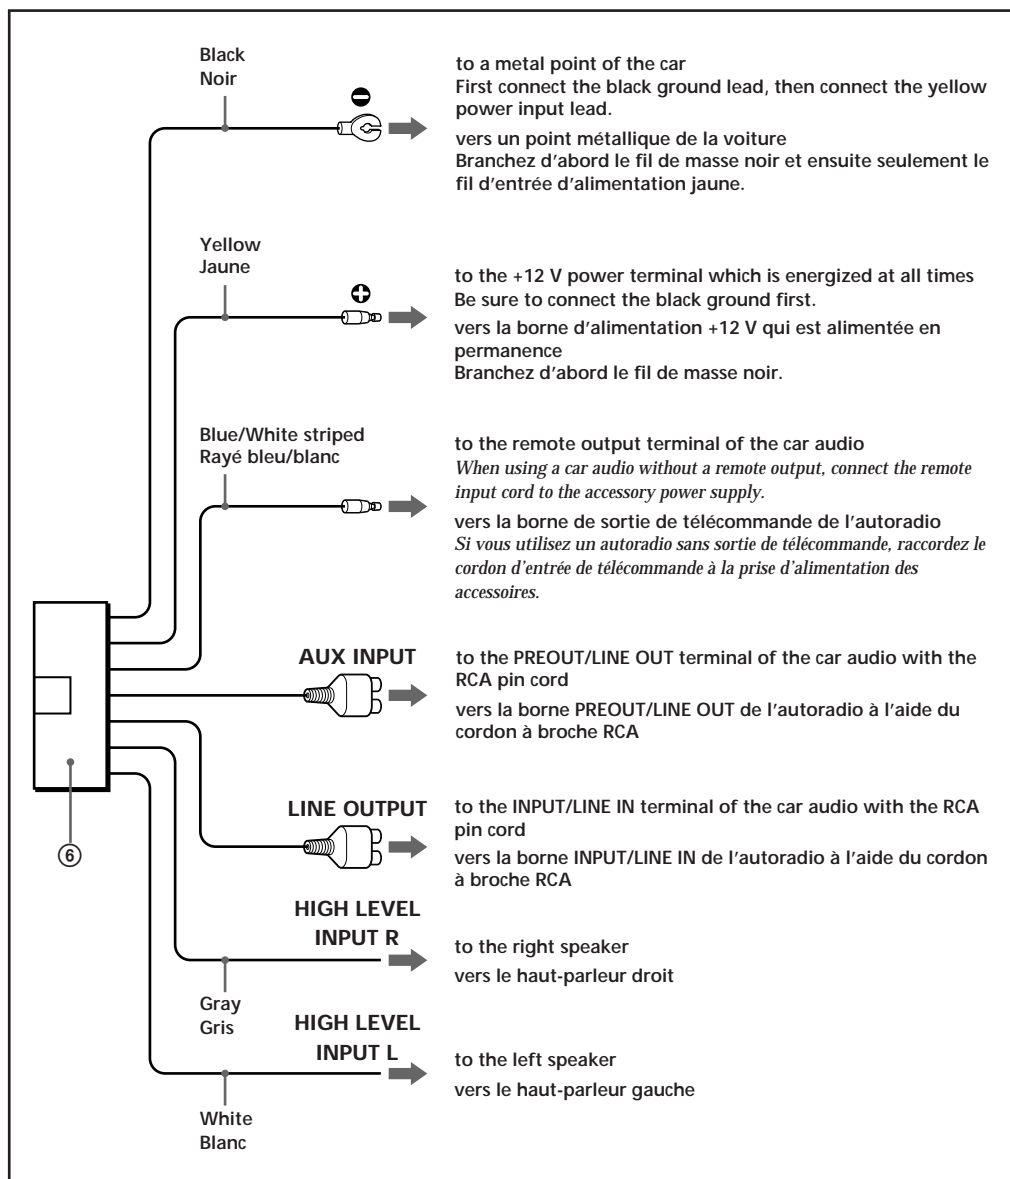 Black
Noir
to a metal point of the car
First connect the black ground lead, then connect the yellow
power input lead.
vers un point métallique de la voiture
Branchez d'abord le fil de masse noir et ensuite seulement le
fil d'entrée d'alimentation jaune.
Yellow
Jaune
to the +12 V power terminal which is energized at all times
Be sure to connect the black ground first.
vers la borne d'alimentation +12 V qui est alimentée en
permanence
Branchez d'abord le fil de masse noir.
Blue/White striped
Rayé bleu/blanc
to the remote output terminal of the car audio
When using a car audio without a remote output, connect the remote
input cord to the accessory power supply.
vers la borne de sortie de télécommande de l'autoradio
Si vous utilisez un autoradio sans sortie de télécommande, raccordez le
cordon d'entrée de télécommande à la prise d'alimentation des
accessoires.
AUX INPUT
to the PREOUT/LINE OUT terminal of the car audio with the
RCA pin cord
vers la borne PREOUT/LINE OUT de l'autoradio à l'aide du
cordon à broche RCA
LINE OUTPUT
to the INPUT/LINE IN terminal of the car audio with the RCA
pin cord
vers la borne INPUT/LINE IN de l'autoradio à l'aide du cordon
à broche RCA
⑥
HIGH LEVEL
INPUT R
to the right speaker
vers le haut-parleur droit
Gray
Gris
HIGH LEVEL
INPUT L
to the left speaker
vers le haut-parleur gauche
White
Blanc